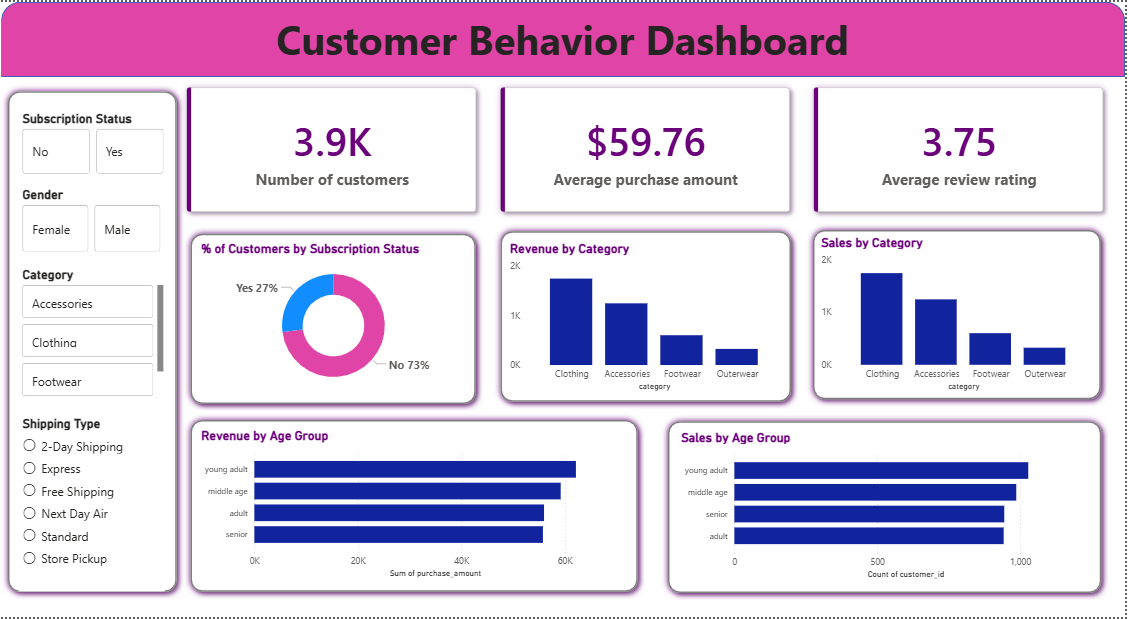 Customer Behavior Dashboard
Subscription Status
No
Yes
Gender
Female
Male
Category
Accessories
Clothing
Footwear
Shipping Type
2-Day Shipping
Express
Free Shipping
Next Day Air
Standard
Store Pickup
3.9K
Number of customers
$59.76
Average purchase amount
3.75
Average review rating
% of Customers by Subscription Status
Yes 27%
No 73%
Revenue by Category
2K
1K
0K
Clothing
Accessories
Footwear
Outerwear
category
Sales by Category
2K
1K
0K
Clothing
Accessories
Footwear
Outerwear
category
Revenue by Age Group
young adult
middle age
adult
senior
0K
20K
40K
60K
Sum of purchase_amount
Sales by Age Group
young adult
middle age
senior
adult
0
500
1,000
Count of customer_id